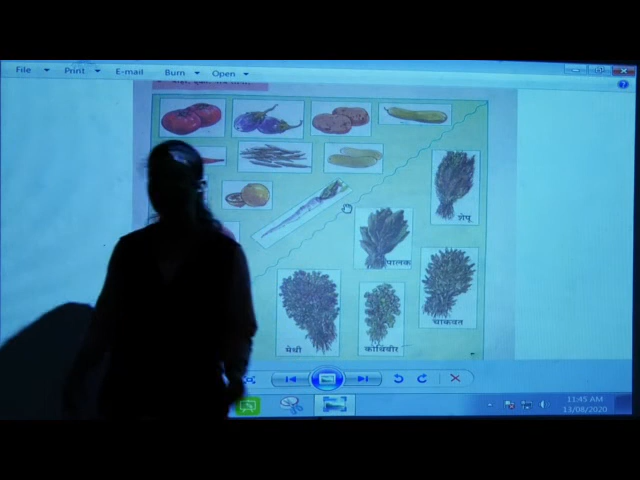 File Print E-mail Burn Open
शेपू
पालक
चाकवत
मेथी
कोथिंबीर
11:45 AM
13/08/2020